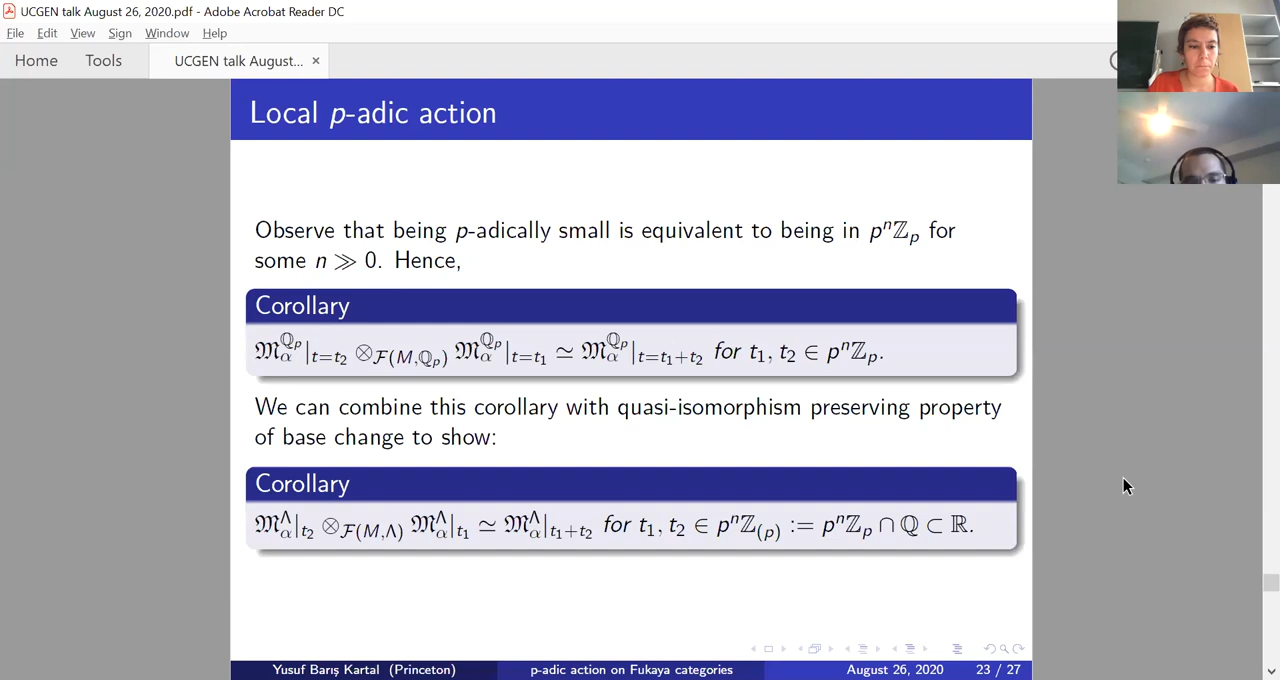 UCGEN talk August 26, 2020.pdf - Adobe Acrobat Reader DC
File Edit View Sign Window Help
Home Tools UCGEN talk August... ×
Local p-adic action
Observe that being p-adically small is equivalent to being in pⁿℤₚ for
some n ≫ 0. Hence,
Corollary
𝔐_α^{ℚₚ}|_{t=t₂} ⊗_{𝓕(M,ℚₚ)} 𝔐_α^{ℚₚ}|_{t=t₁} ≃ 𝔐_α^{ℚₚ}|_{t=t₁+t₂} for t₁, t₂ ∈ pⁿℤₚ.
We can combine this corollary with quasi-isomorphism preserving property
of base change to show:
Corollary
𝔐_α^Λ|_{t₂} ⊗_{𝓕(M,Λ)} 𝔐_α^Λ|_{t₁} ≃ 𝔐_α^Λ|_{t₁+t₂} for t₁, t₂ ∈ pⁿℤ_{(p)} := pⁿℤₚ ∩ ℚ ⊂ ℝ.
Yusuf Barış Kartal (Princeton) p-adic action on Fukaya categories August 26, 2020 23 / 27